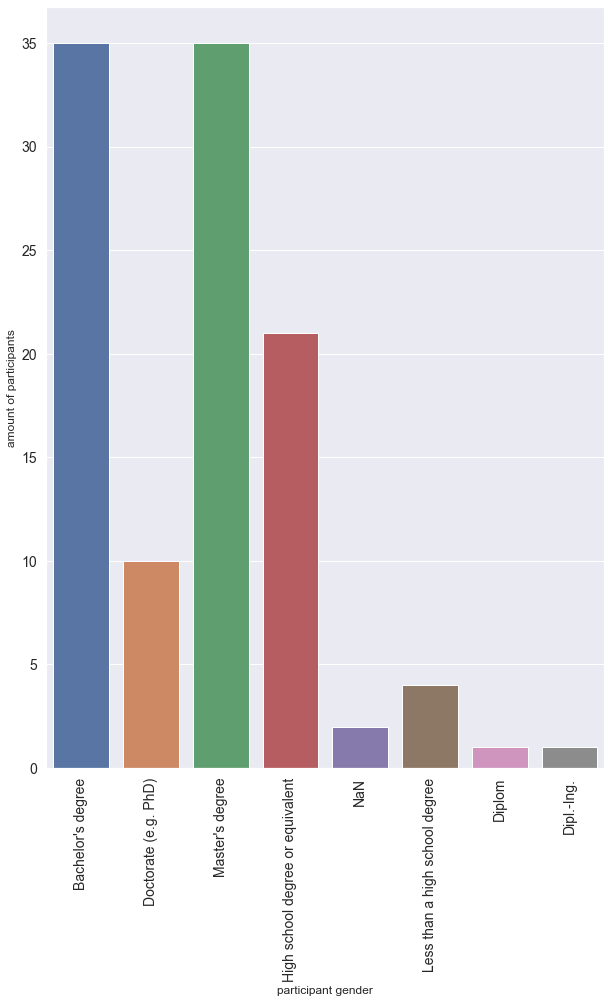 35
30
25
20
15
10
5
0
amount of participants
Bachelor's degree
Doctorate (e.g. PhD)
Master's degree
High school degree or equivalent
NaN
Less than a high school degree
Diplom
Dipl.-Ing.
participant gender